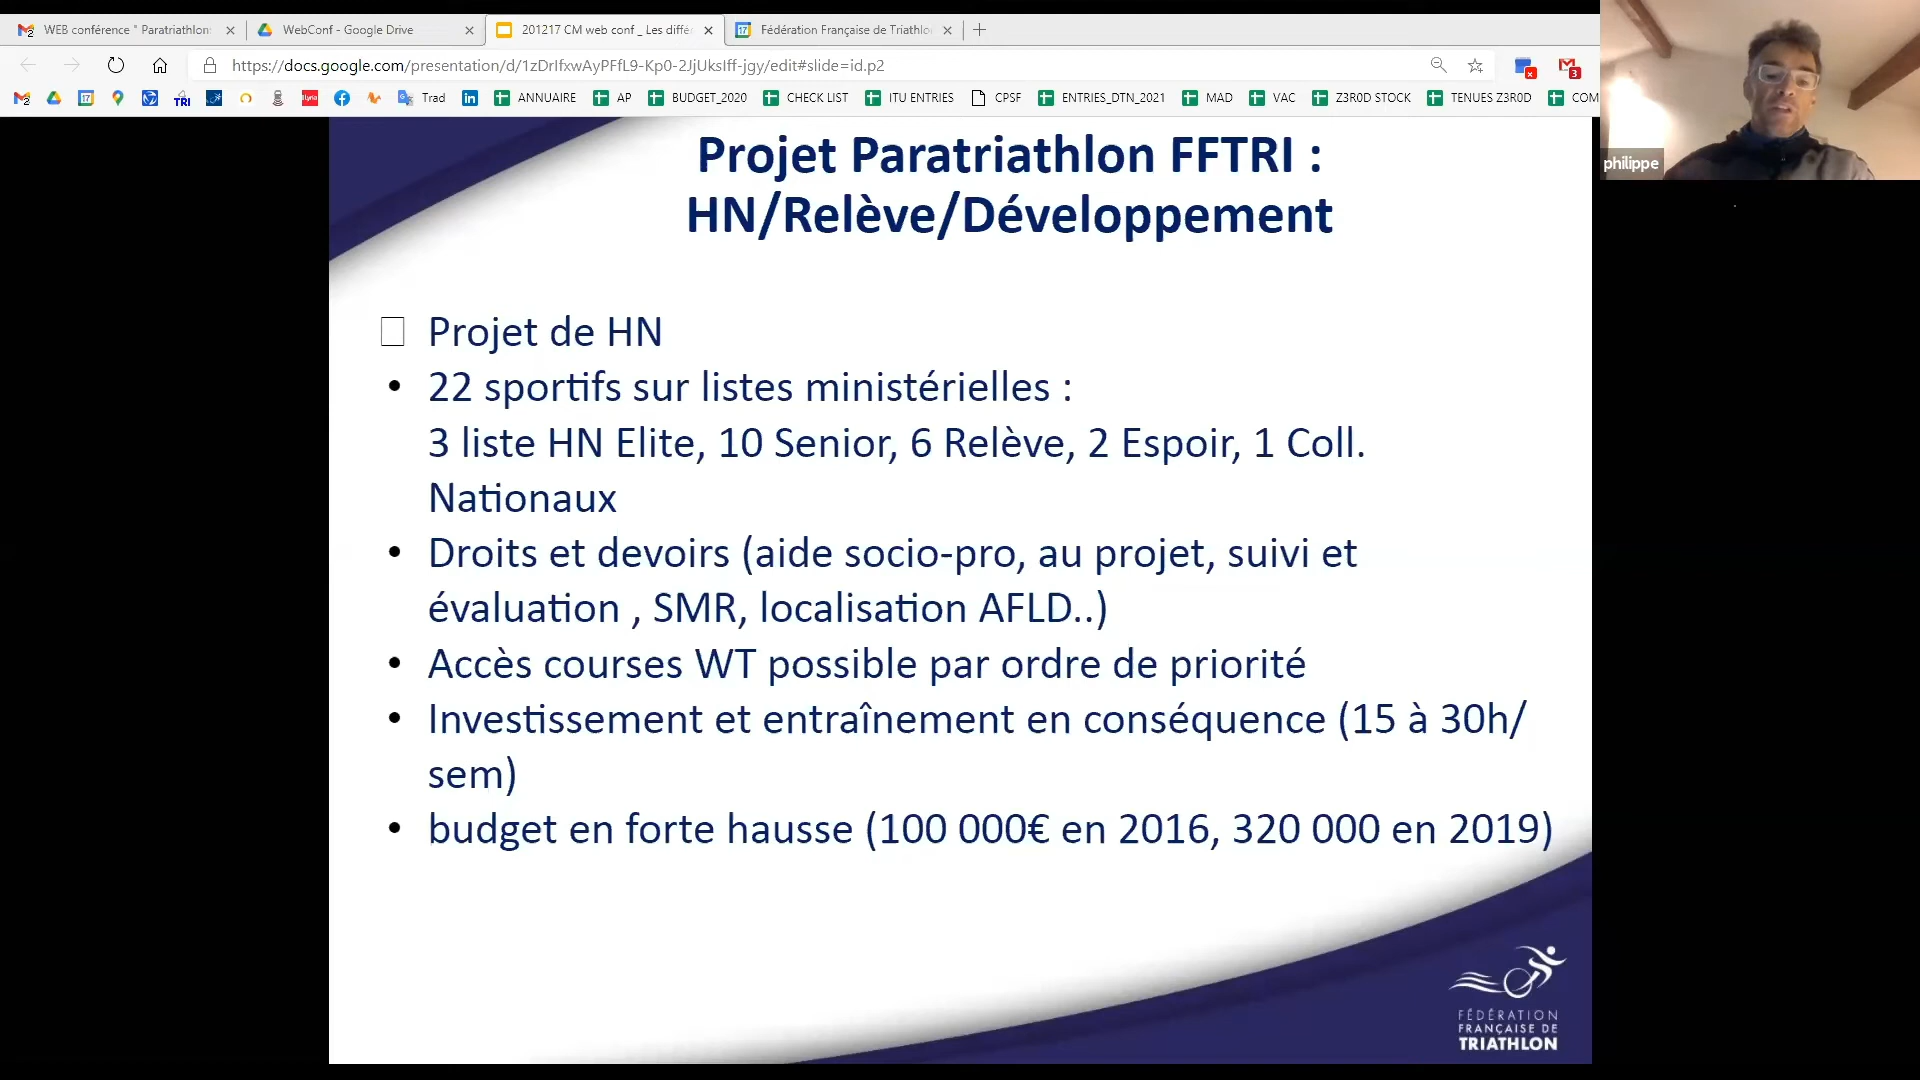 WEB conférence " Paratriathlon
WebConf - Google Drive
201217 CM web conf _ Les diffé
Fédération Française de Triathlo
https://docs.google.com/presentation/d/1zDrIfxwAyPFfL9-Kp0-2JjUksIff-jgy/edit#slide=id.p2
TRI
Trad
ANNUAIRE
AP
BUDGET_2020
CHECK LIST
ITU ENTRIES
CPSF
ENTRIES_DTN_2021
MAD
VAC
Z3R0D STOCK
TENUES Z3R0D
COM
philippe
Projet Paratriathlon FFTRI :
HN/Relève/Développement
Projet de HN
• 22 sportifs sur listes ministérielles :
3 liste HN Elite, 10 Senior, 6 Relève, 2 Espoir, 1 Coll.
Nationaux
• Droits et devoirs (aide socio-pro, au projet, suivi et
évaluation , SMR, localisation AFLD..)
• Accès courses WT possible par ordre de priorité
• Investissement et entraînement en conséquence (15 à 30h/
sem)
• budget en forte hausse (100 000€ en 2016, 320 000 en 2019)
FÉDÉRATION
FRANÇAISE DE
TRIATHLON